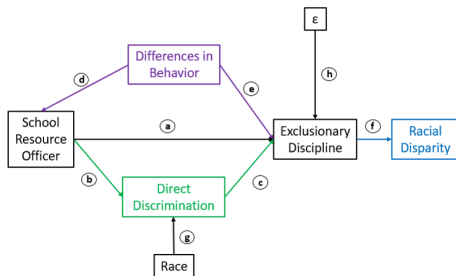 ε
h
Differences in
Behavior
d
e
School
Resource
Officer
a
Exclusionary
Discipline
f
Racial
Disparity
b
c
Direct
Discrimination
g
Race